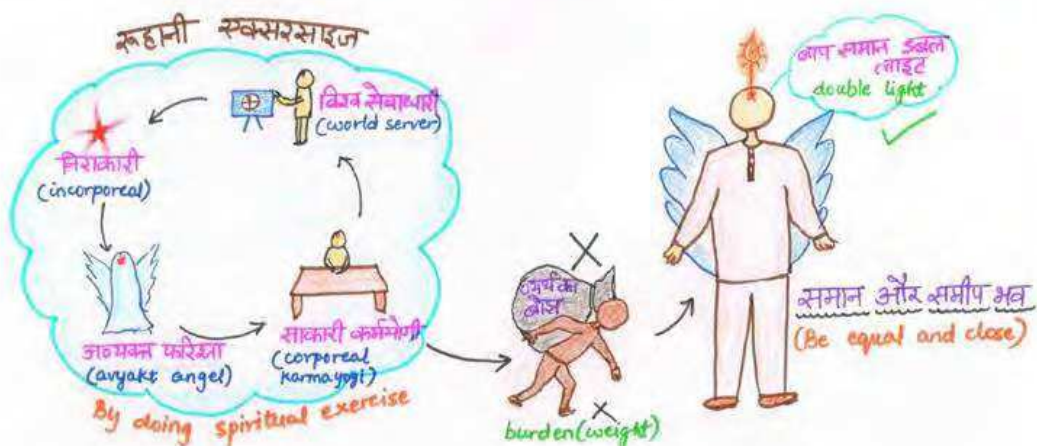 रूहानी एक्सरसाइज
विश्व सेवाधारी
(world server)
निराकारी
(incorporeal)
अव्यक्त फरिश्ता
(avyakt angel)
साकारी कर्मयोगी
(corporeal
karmayogi)
By doing spiritual exercise
व्यर्थ का
बोझ
burden (weight)
बाप समान डबल
लाइट
double light
समान और समीप भव
(Be equal and close)